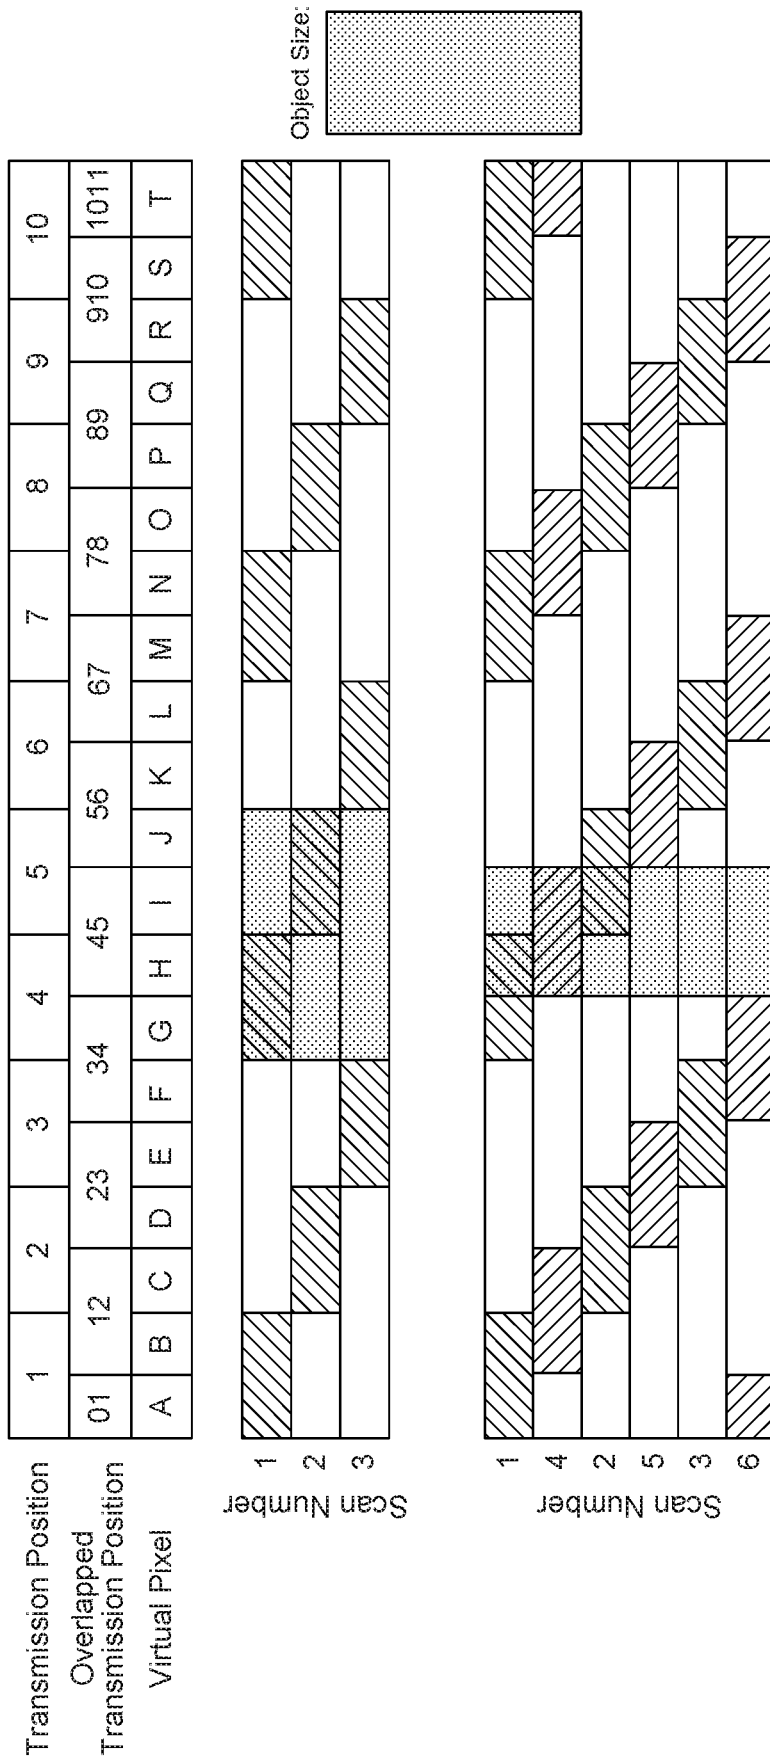 Transmission Position 1 2 3 4 5 6 7 8 9 10
Overlapped
Transmission Position 01 12 23 34 45 56 67 78 89 910 1011
Virtual Pixel A B C D E F G H I J K L M N O P Q R S T
Scan Number
1
2
3
Object Size:
Scan Number
1
4
2
5
3
6